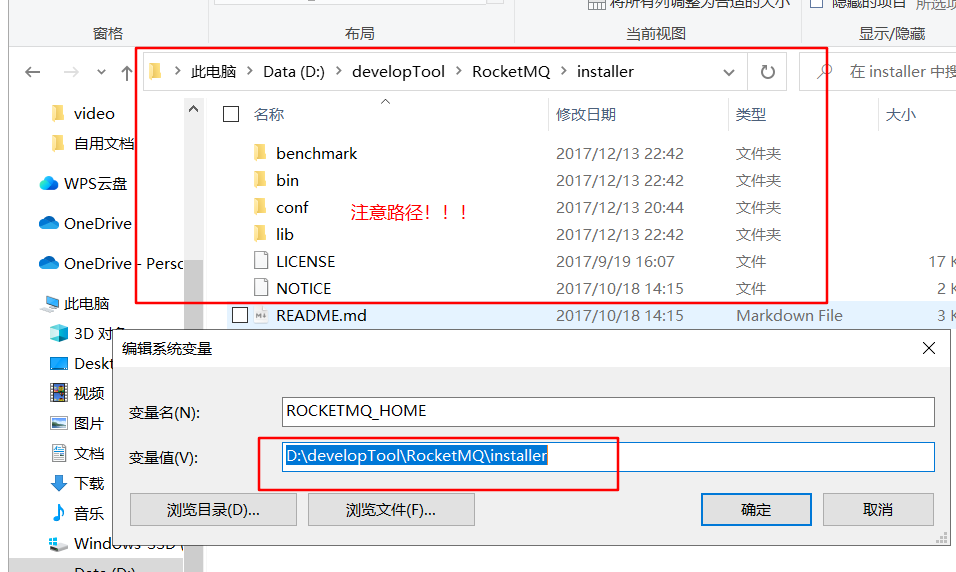 将所有列调整为合适的大小
隐藏的项目
所选项
窗格
布局
当前视图
显示/隐藏
此电脑 Data (D:) developTool RocketMQ installer
在 installer 中搜
video
自用文档
WPS云盘
OneDrive
OneDrive - Perso
此电脑
3D 对象
Deskt
视频
图片
文档
下载
音乐
Windows-SSD (
Data (D:)
名称 修改日期 类型 大小
benchmark 2017/12/13 22:42 文件夹
bin 2017/12/13 22:42 文件夹
conf 2017/12/13 20:44 文件夹
lib 2017/12/13 22:42 文件夹
LICENSE 2017/9/19 16:07 文件 17 K
NOTICE 2017/10/18 14:15 文件 2 K
README.md 2017/10/18 14:15 Markdown File 3 K
注意路径！！！
编辑系统变量
变量名(N): ROCKETMQ_HOME
变量值(V): D:\developTool\RocketMQ\installer
浏览目录(D)... 浏览文件(F)... 确定 取消